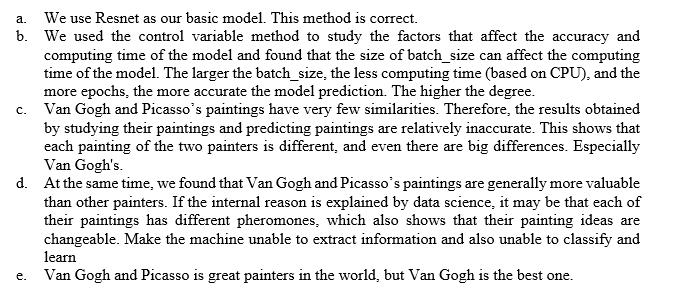 a. We use Resnet as our basic model. This method is correct.
b. We used the control variable method to study the factors that affect the accuracy and
computing time of the model and found that the size of batch_size can affect the computing
time of the model. The larger the batch_size, the less computing time (based on CPU), and the
more epochs, the more accurate the model prediction. The higher the degree.
c. Van Gogh and Picasso’s paintings have very few similarities. Therefore, the results obtained
by studying their paintings and predicting paintings are relatively inaccurate. This shows that
each painting of the two painters is different, and even there are big differences. Especially
Van Gogh's.
d. At the same time, we found that Van Gogh and Picasso’s paintings are generally more valuable
than other painters. If the internal reason is explained by data science, it may be that each of
their paintings has different pheromones, which also shows that their painting ideas are
changeable. Make the machine unable to extract information and also unable to classify and
learn
e. Van Gogh and Picasso is great painters in the world, but Van Gogh is the best one.